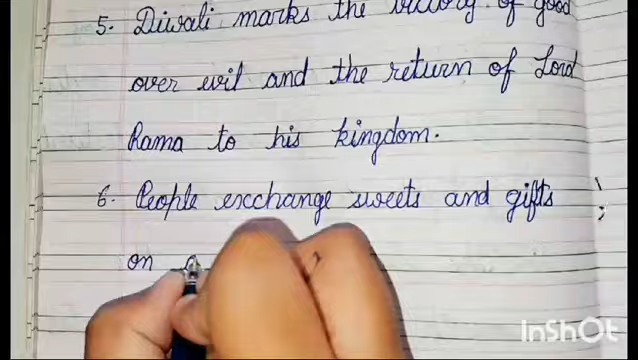 5. Diwali marks the victory of good
over evil and the return of Lord
Rama to his kingdom.
6. People exchange sweets and gifts
on
InShOt